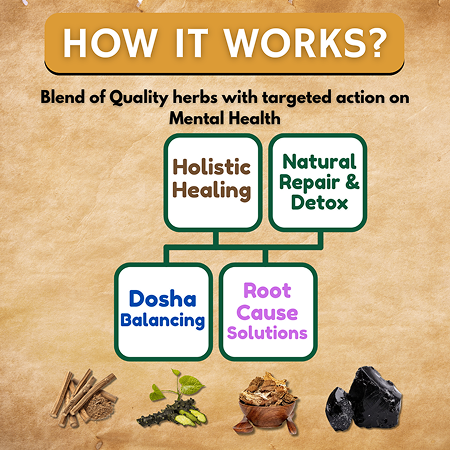 HOW IT WORKS?
Blend of Quality herbs with targeted action on
Mental Health
Holistic
Healing
Natural
Repair &
Detox
Dosha
Balancing
Root
Cause
Solutions